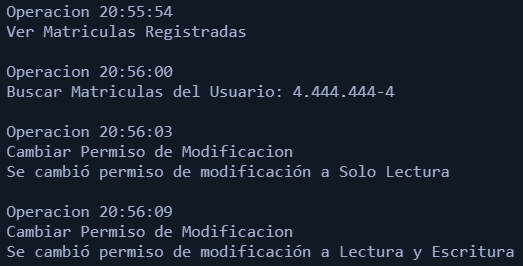 Operacion 20:55:54
Ver Matriculas Registradas
Operacion 20:56:00
Buscar Matriculas del Usuario: 4.444.444-4
Operacion 20:56:03
Cambiar Permiso de Modificacion
Se cambió permiso de modificación a Solo Lectura
Operacion 20:56:09
Cambiar Permiso de Modificacion
Se cambió permiso de modificación a Lectura y Escritura